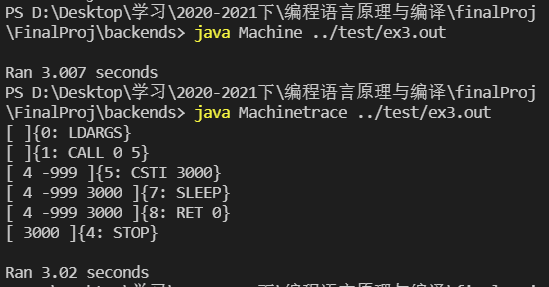 PS D:\Desktop\学习\2020-2021下\编程语言原理与编译\finalProj
\FinalProj\backends> java Machine ../test/ex3.out
Ran 3.007 seconds
PS D:\Desktop\学习\2020-2021下\编程语言原理与编译\finalProj
\FinalProj\backends> java Machinetrace ../test/ex3.out
[ ]{0: LDARGS}
[ ]{1: CALL 0 5}
[ 4 -999 ]{5: CSTI 3000}
[ 4 -999 3000 ]{7: SLEEP}
[ 4 -999 3000 ]{8: RET 0}
[ 3000 ]{4: STOP}
Ran 3.02 seconds